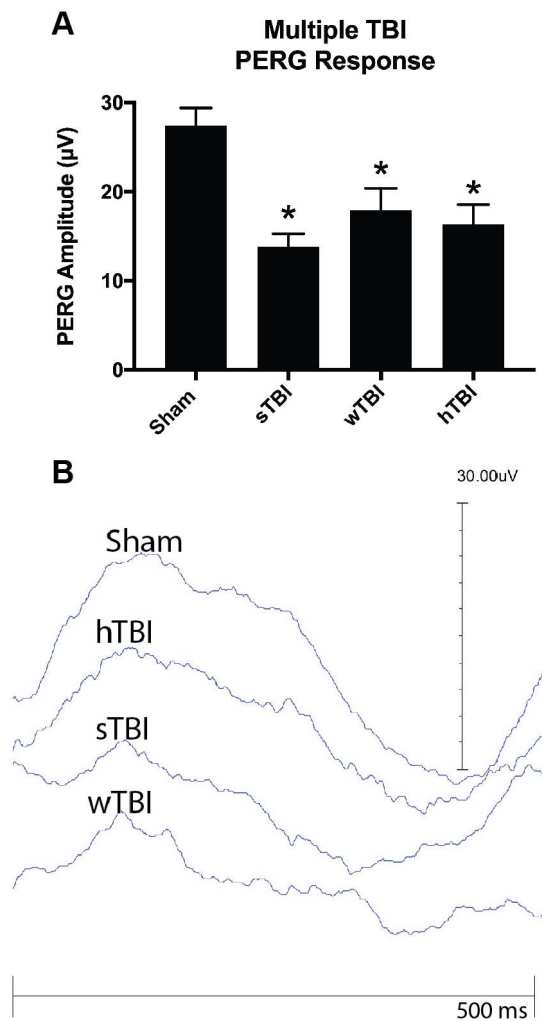 A
Multiple TBI
PERG Response
PERG Amplitude (µV)
30
20
10
0
*
*
*
Sham
sTBI
wTBI
hTBI
B
30.00uV
Sham
hTBI
sTBI
wTBI
500 ms